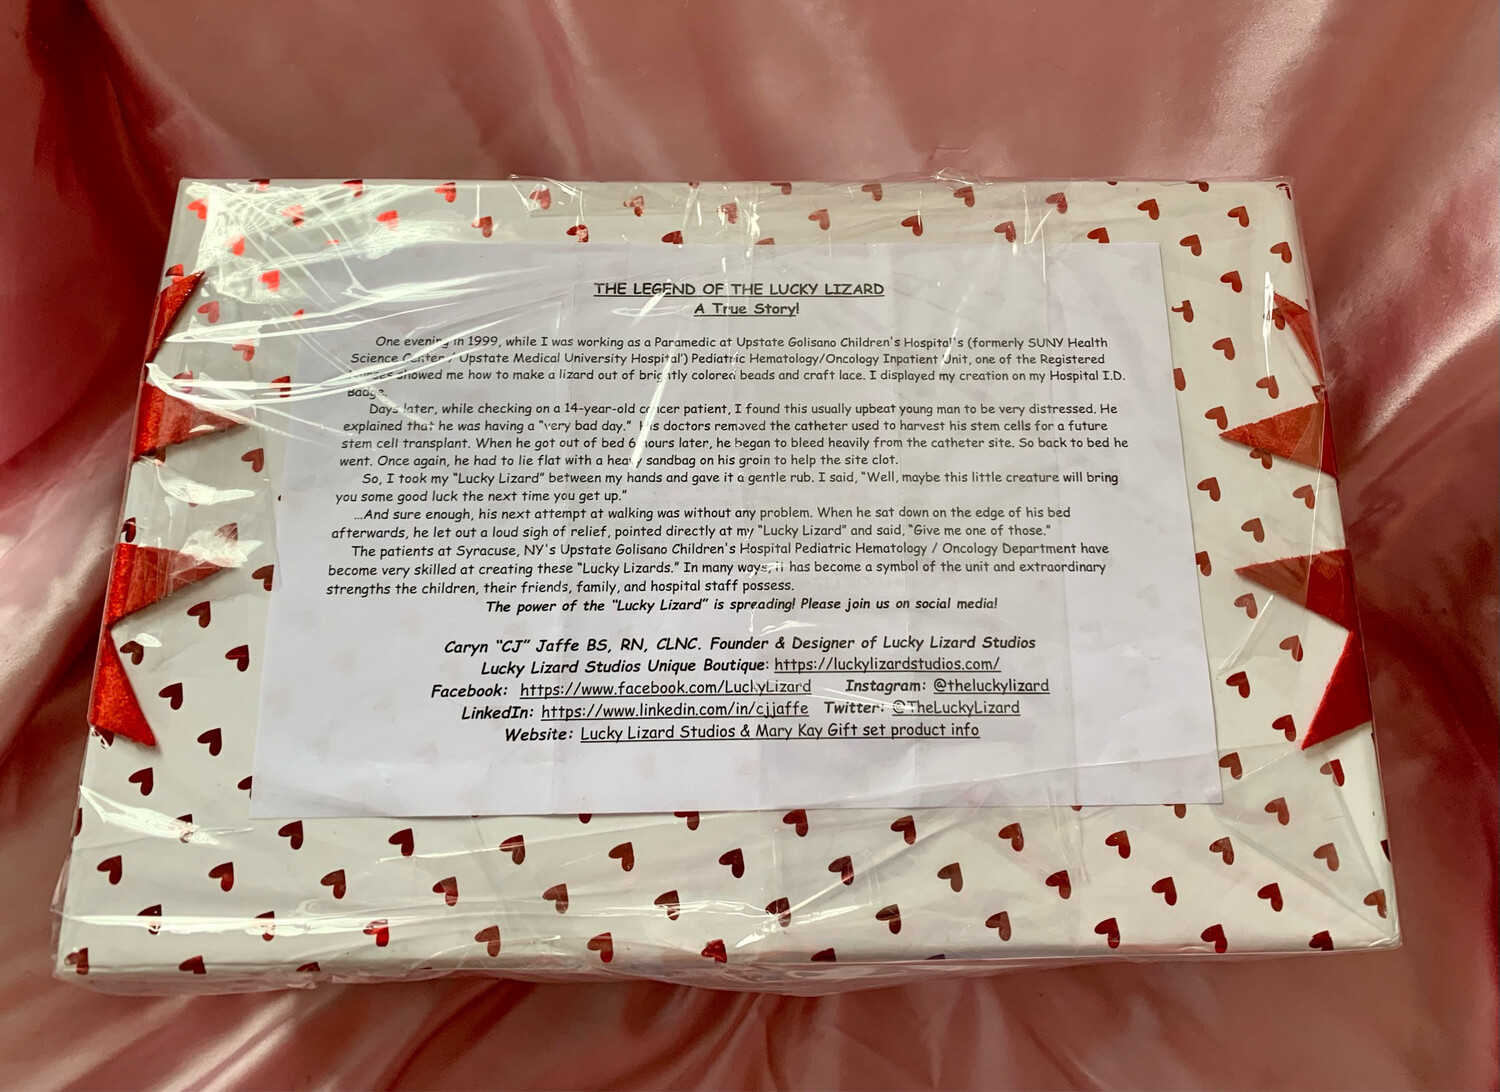 THE LEGEND OF THE LUCKY LIZARD
A True Story!
One evening in 1999, while I was working as a Paramedic at Upstate Golisano Children's Hospital's (formerly SUNY Health
Science Center / Upstate Medical University Hospital') Pediatric Hematology/Oncology Inpatient Unit, one of the Registered
Nurses showed me how to make a lizard out of brightly colored beads and craft lace. I displayed my creation on my Hospital I.D.
Badge.
Days later, while checking on a 14-year-old cancer patient, I found this usually upbeat young man to be very distressed. He
explained that he was having a "very bad day." His doctors removed the catheter used to harvest his stem cells for a future
stem cell transplant. When he got out of bed 6 hours later, he began to bleed heavily from the catheter site. So back to bed he
went. Once again, he had to lie flat with a heavy sandbag on his groin to help the site clot.
So, I took my "Lucky Lizard" between my hands and gave it a gentle rub. I said, "Well, maybe this little creature will bring
you some good luck the next time you get up."
...And sure enough, his next attempt at walking was without any problem. When he sat down on the edge of his bed
afterwards, he let out a loud sigh of relief, pointed directly at my "Lucky Lizard" and said, "Give me one of those."
The patients at Syracuse, NY's Upstate Golisano Children's Hospital Pediatric Hematology / Oncology Department have
become very skilled at creating these "Lucky Lizards." In many ways, it has become a symbol of the unit and extraordinary
strengths the children, their friends, family, and hospital staff possess.
The power of the "Lucky Lizard" is spreading! Please join us on social media!
Caryn "CJ" Jaffe BS, RN, CLNC. Founder & Designer of Lucky Lizard Studios
Lucky Lizard Studios Unique Boutique: https://luckylizardstudios.com/
Facebook: https://www.facebook.com/LuckyLizard Instagram: @theluckylizard
LinkedIn: https://www.linkedin.com/in/cjjaffe Twitter: @TheLuckyLizard
Website: Lucky Lizard Studios & Mary Kay Gift set product info